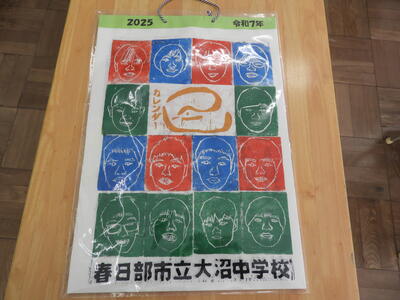 2025 令和7年
カレンダー
春日部市立大沼中学校